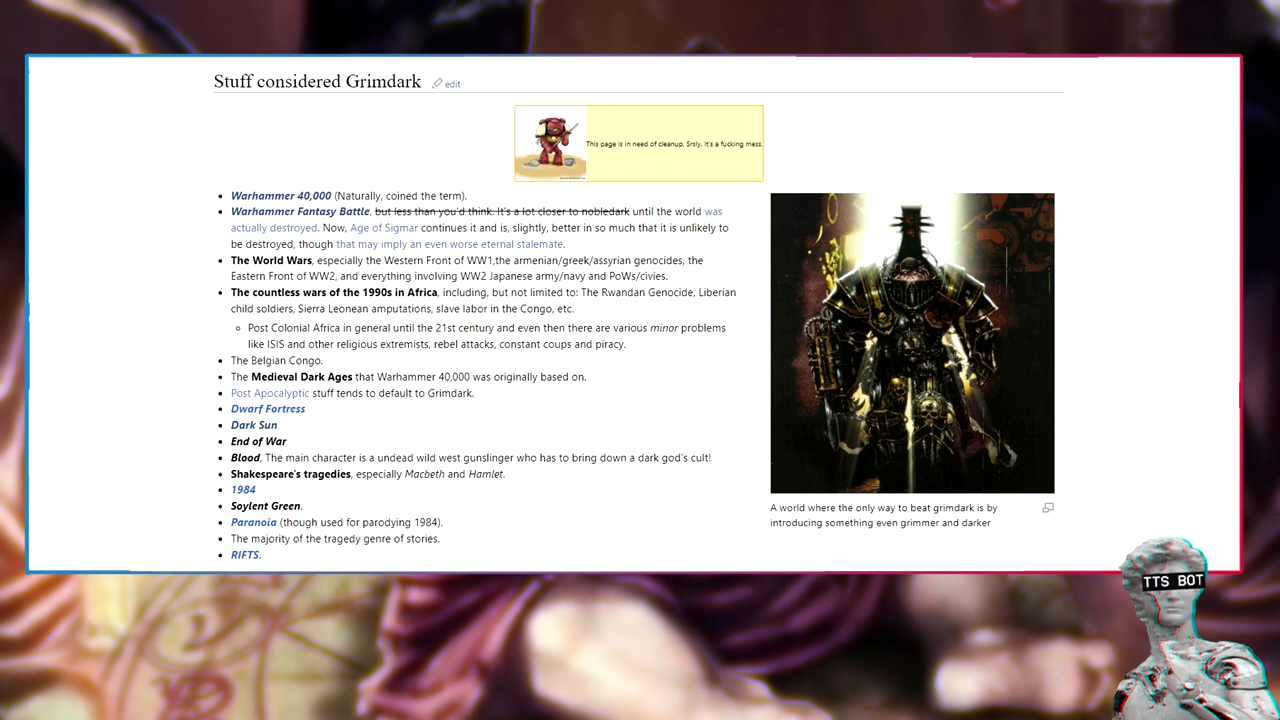 Stuff considered Grimdark edit
This page is in need of cleanup. Srsly, it's a fucking mess.
Warhammer 40,000 (Naturally, coined the term).
Warhammer Fantasy Battle, but less than you'd think. It's a lot closer to nobledark until the world was
actually destroyed. Now, Age of Sigmar continues it and is, slightly, better in so much that it is unlikely to
be destroyed, though that may imply an even worse eternal stalemate.
The World Wars, especially the Western Front of WW1,the armenian/greek/assyrian genocides, the
Eastern Front of WW2, and everything involving WW2 Japanese army/navy and PoWs/civies.
The countless wars of the 1990s in Africa, including, but not limited to: The Rwandan Genocide, Liberian
child soldiers, Sierra Leonean amputations, slave labor in the Congo, etc.
Post Colonial Africa in general until the 21st century and even then there are various minor problems
like ISIS and other religious extremists, rebel attacks, constant coups and piracy.
The Belgian Congo.
The Medieval Dark Ages that Warhammer 40,000 was originally based on.
Post Apocalyptic stuff tends to default to Grimdark.
Dwarf Fortress
Dark Sun
End of War
Blood, The main character is a undead wild west gunslinger who has to bring down a dark god's cult!
Shakespeare's tragedies, especially Macbeth and Hamlet.
1984
Soylent Green.
Paranoia (though used for parodying 1984).
The majority of the tragedy genre of stories.
RIFTS.
A world where the only way to beat grimdark is by
introducing something even grimmer and darker
TTS BOT